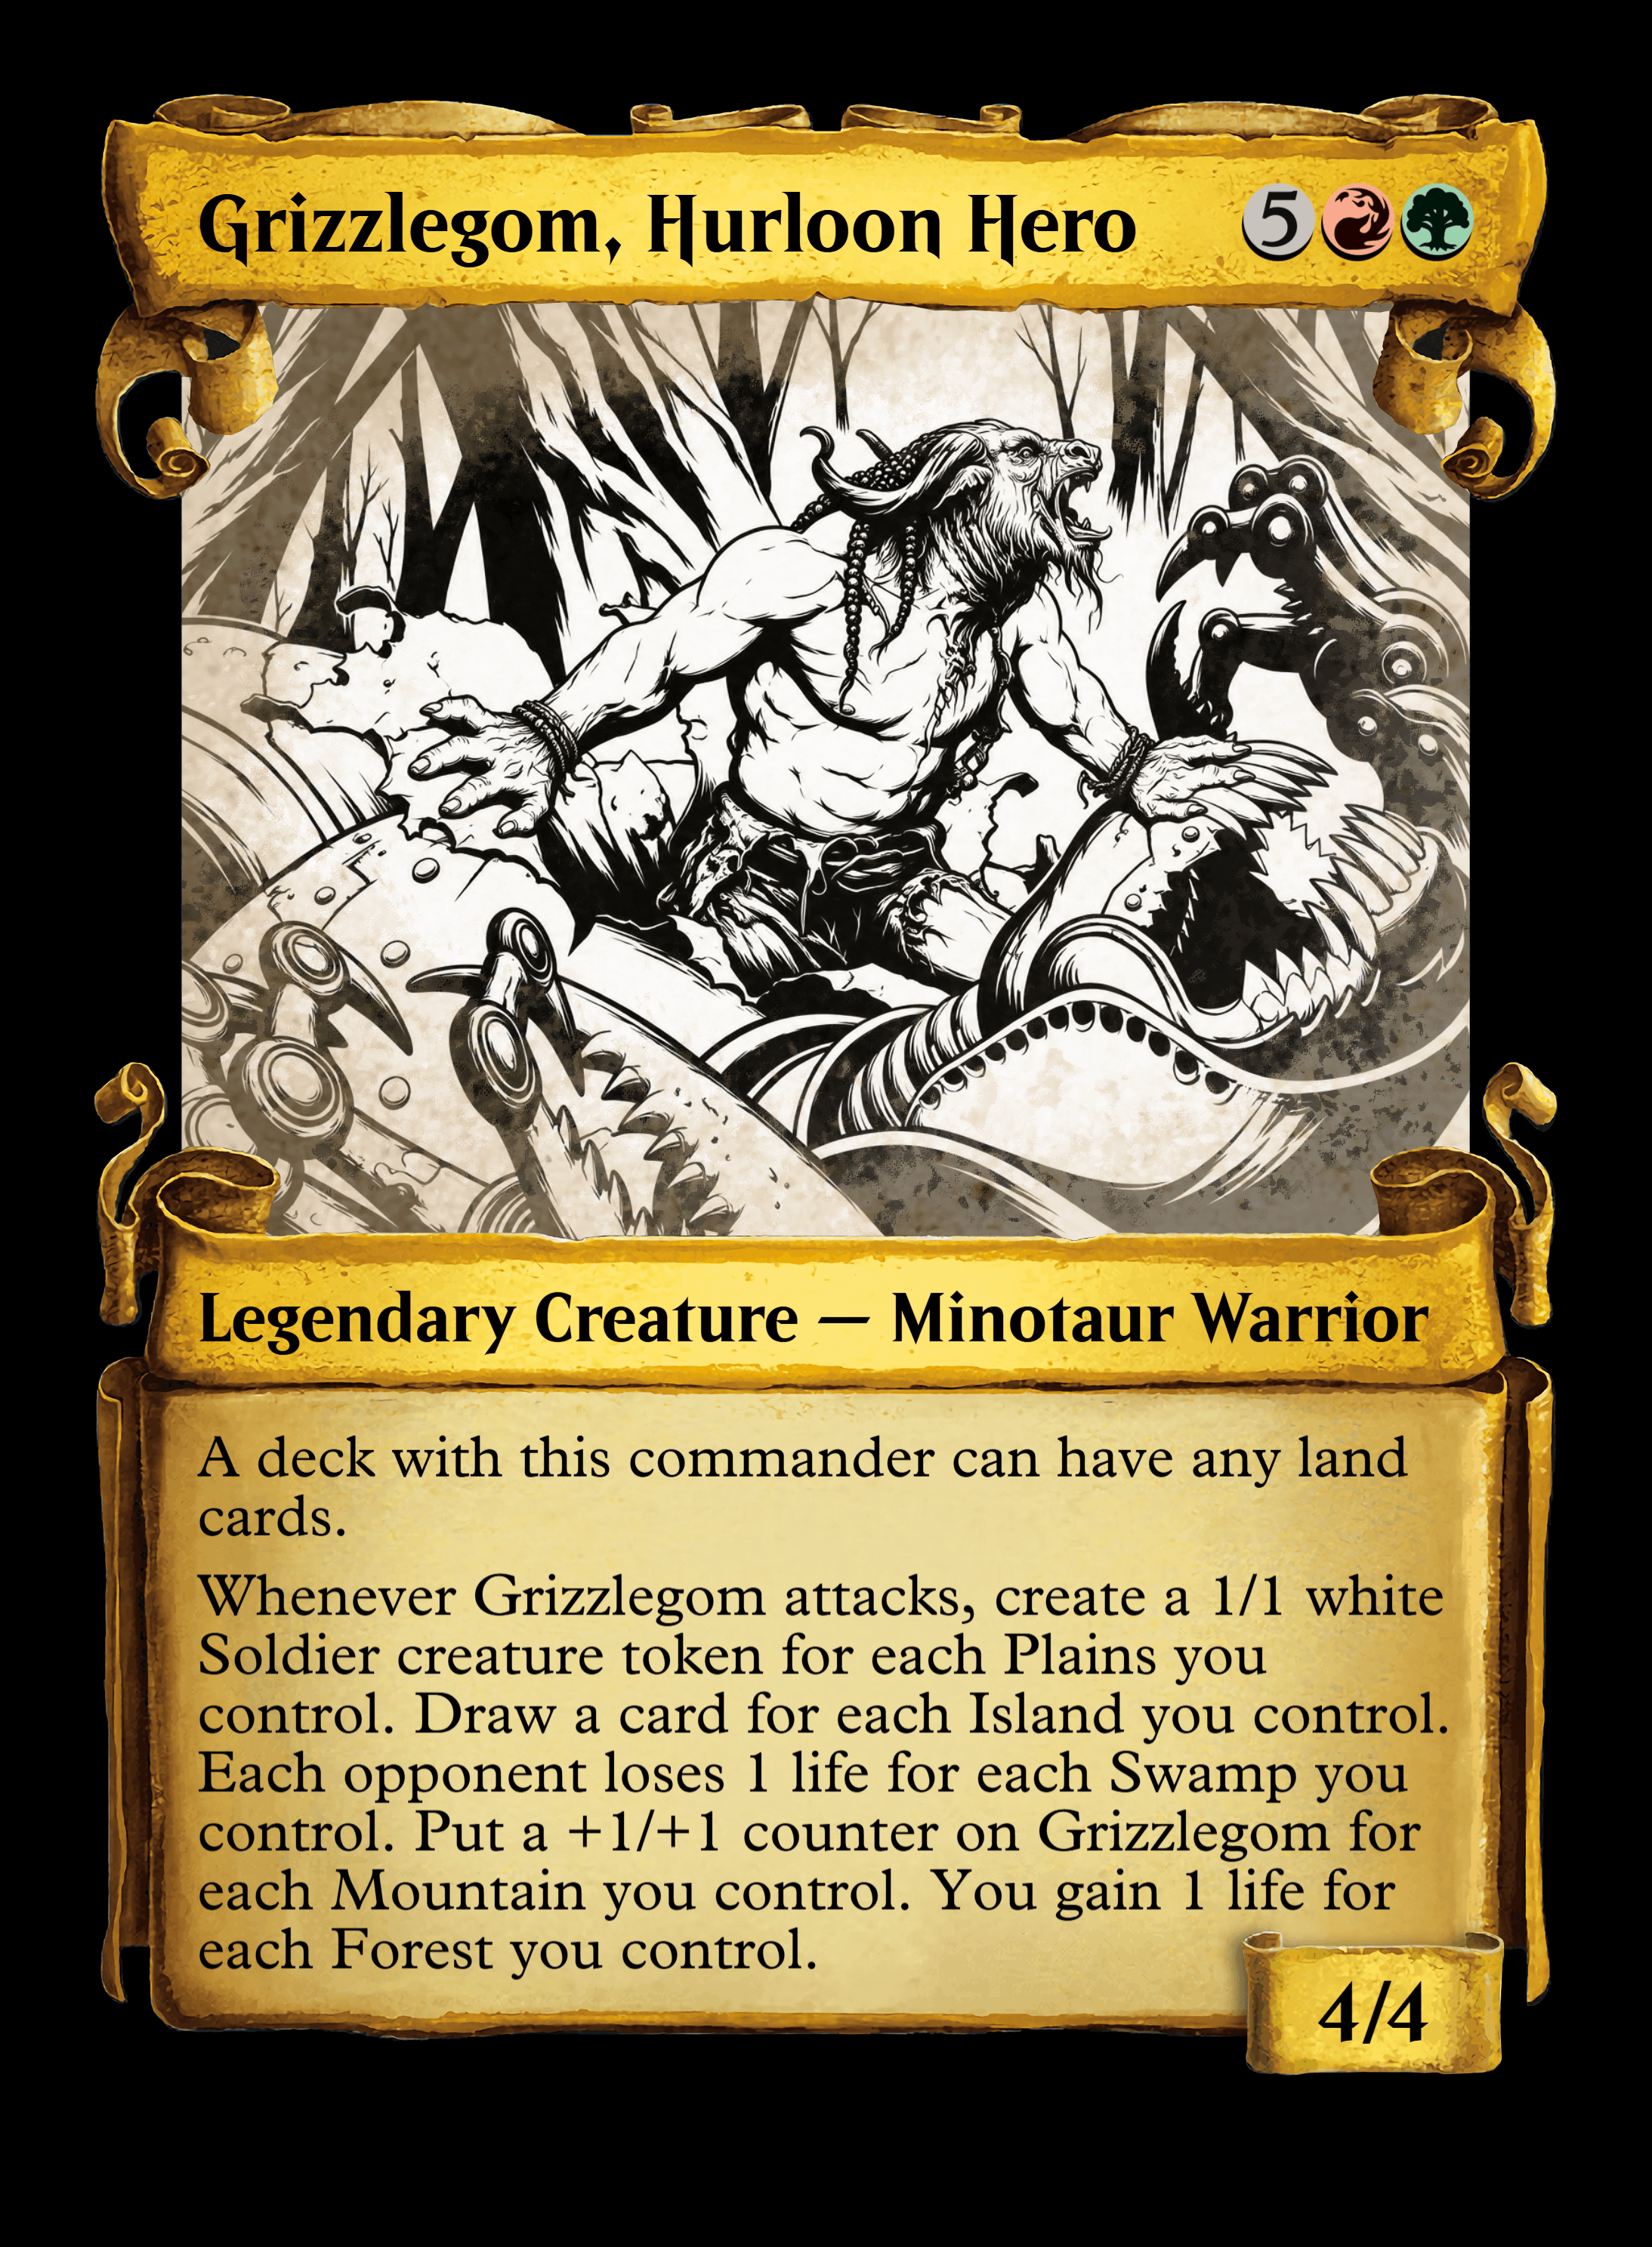 Grizzlegom, Hurloon Hero 5
Legendary Creature — Minotaur Warrior
A deck with this commander can have any land
cards.
Whenever Grizzlegom attacks, create a 1/1 white
Soldier creature token for each Plains you
control. Draw a card for each Island you control.
Each opponent loses 1 life for each Swamp you
control. Put a +1/+1 counter on Grizzlegom for
each Mountain you control. You gain 1 life for
each Forest you control.
4/4